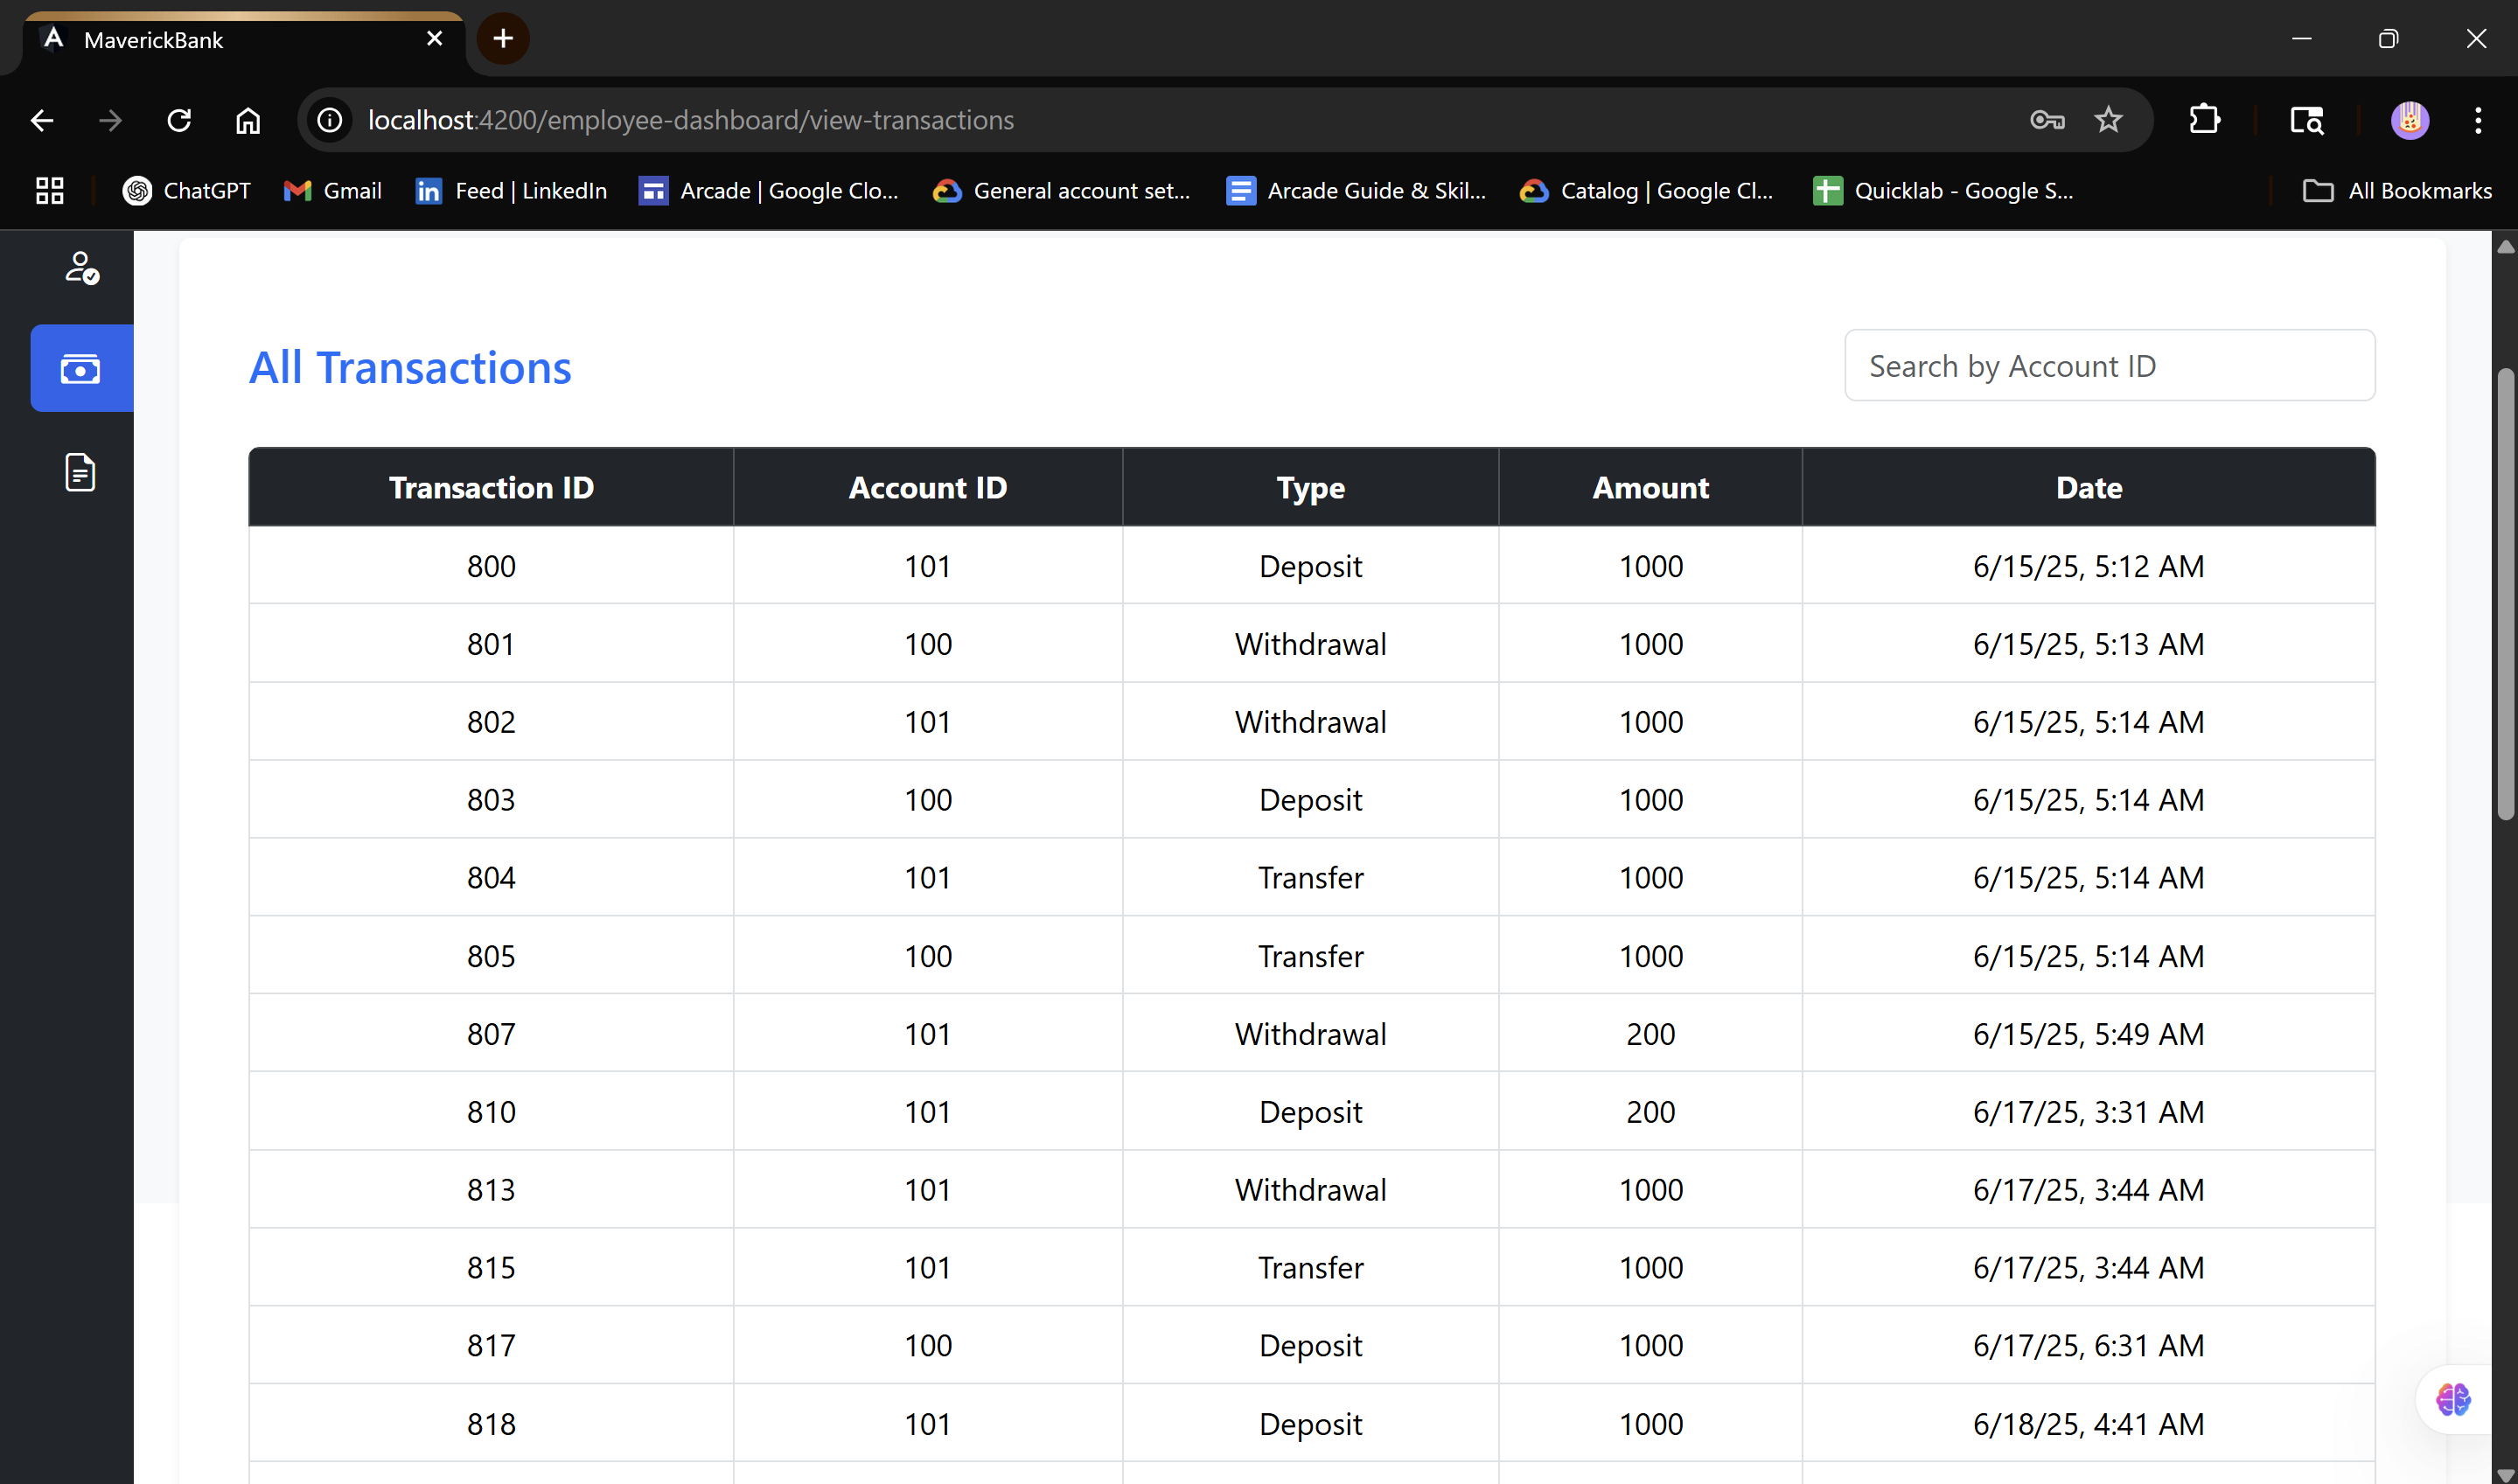 MaverickBank
localhost:4200/employee-dashboard/view-transactions
ChatGPT Gmail Feed | LinkedIn Arcade | Google Clo... General account set... Arcade Guide & Skil... Catalog | Google Cl... Quicklab - Google S... All Bookmarks
All Transactions
Search by Account ID
Transaction ID Account ID Type Amount Date
800 101 Deposit 1000 6/15/25, 5:12 AM
801 100 Withdrawal 1000 6/15/25, 5:13 AM
802 101 Withdrawal 1000 6/15/25, 5:14 AM
803 100 Deposit 1000 6/15/25, 5:14 AM
804 101 Transfer 1000 6/15/25, 5:14 AM
805 100 Transfer 1000 6/15/25, 5:14 AM
807 101 Withdrawal 200 6/15/25, 5:49 AM
810 101 Deposit 200 6/17/25, 3:31 AM
813 101 Withdrawal 1000 6/17/25, 3:44 AM
815 101 Transfer 1000 6/17/25, 3:44 AM
817 100 Deposit 1000 6/17/25, 6:31 AM
818 101 Deposit 1000 6/18/25, 4:41 AM